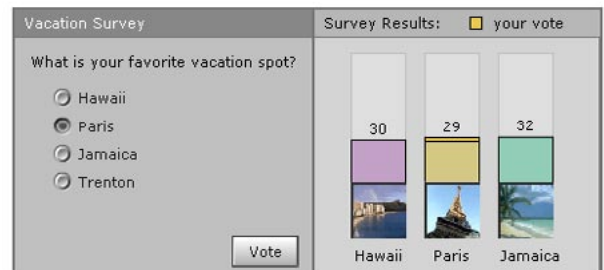 Vacation Survey
What is your favorite vacation spot?
Hawaii
Paris
Jamaica
Trenton
Vote
Survey Results: your vote
30 29 32
Hawaii Paris Jamaica